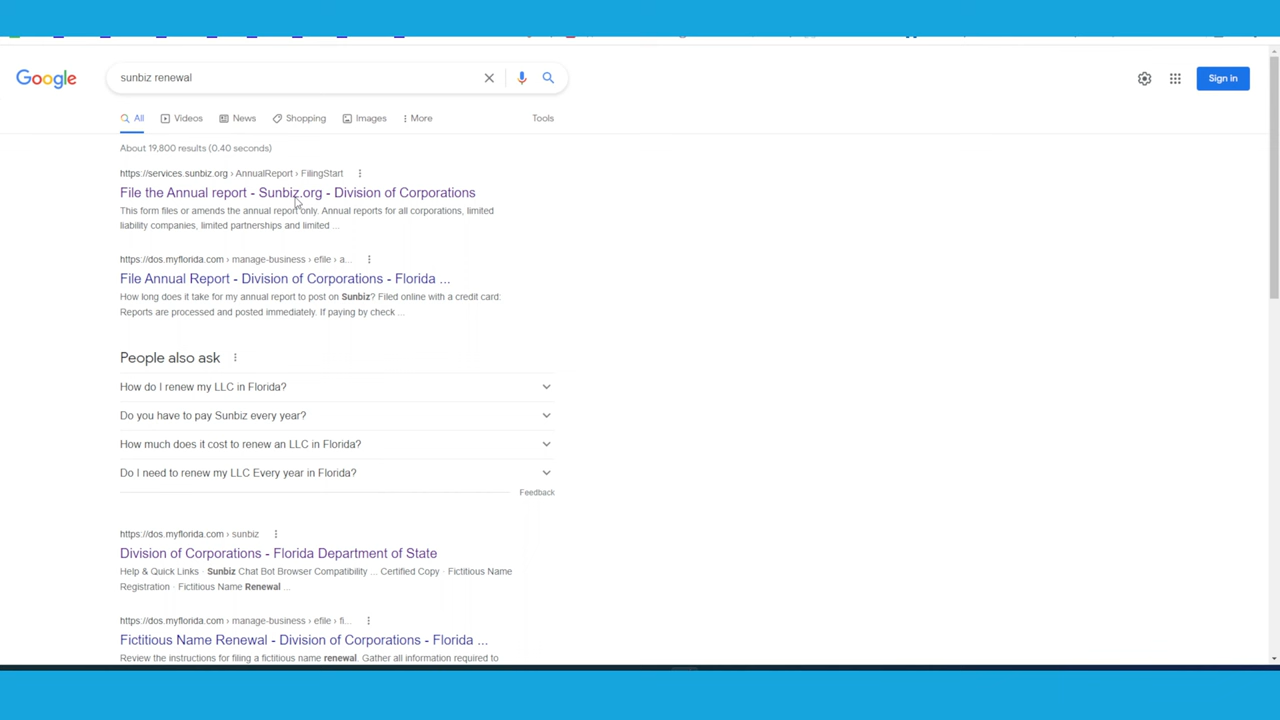 Google
sunbiz renewal
Sign in
All
Videos
News
Shopping
Images
More
Tools
About 19,800 results (0.40 seconds)
https://services.sunbiz.org › AnnualReport › FilingStart
File the Annual report - Sunbiz.org - Division of Corporations
This form files or amends the annual report only. Annual reports for all corporations, limited
liability companies, limited partnerships and limited ...
https://dos.myflorida.com › manage-business › efile › a...
File Annual Report - Division of Corporations - Florida ...
How long does it take for my annual report to post on Sunbiz? Filed online with a credit card:
Reports are processed and posted immediately. If paying by check ...
People also ask
How do I renew my LLC in Florida?
Do you have to pay Sunbiz every year?
How much does it cost to renew an LLC in Florida?
Do I need to renew my LLC Every year in Florida?
Feedback
https://dos.myflorida.com › sunbiz
Division of Corporations - Florida Department of State
Help & Quick Links · Sunbiz Chat Bot Browser Compatibility ... Certified Copy · Fictitious Name
Registration · Fictitious Name Renewal ...
https://dos.myflorida.com › manage-business › efile › fi...
Fictitious Name Renewal - Division of Corporations - Florida ...
Review the instructions for filing a fictitious name renewal. Gather all information required to